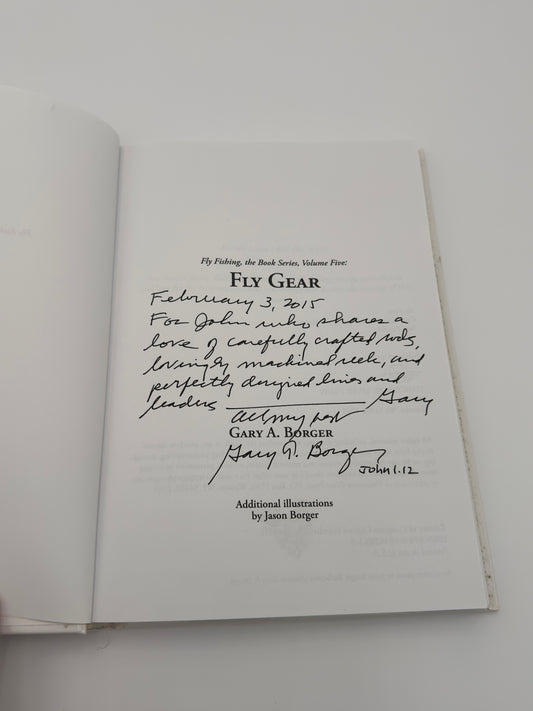 Fly Fishing, the Book Series, Volume Five:
FLY GEAR
February 3, 2015
For John who shares a
love of carefully crafted rods,
lovingly machined reels, and
perfectly designed lines and
leaders Gary
All my best
GARY A. BORGER
Gary A. Borger
John 1.12
Additional illustrations
by Jason Borger